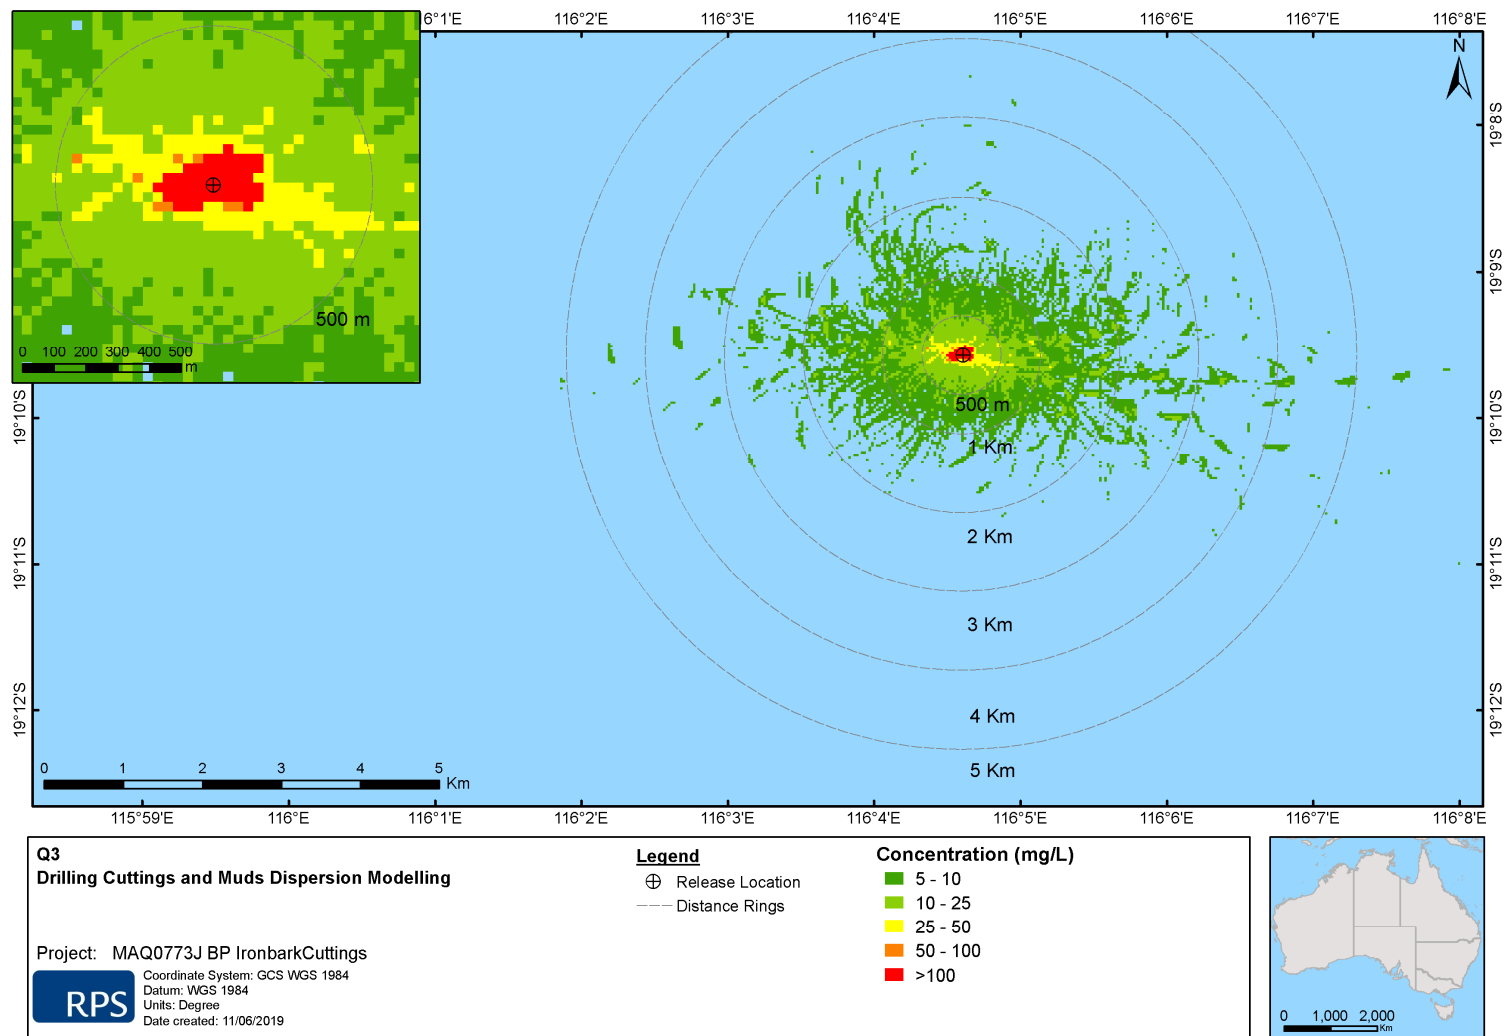 6°1'E 116°2'E 116°3'E 116°4'E 116°5'E 116°6'E 116°7'E 116°8'E
N
500 m
0 100 200 300 400 500
m
19°8'S
19°9'S
19°10'S 19°10'S
19°11'S 19°11'S
19°12'S 19°12'S
500 m
1 Km
2 Km
3 Km
4 Km
5 Km
0 1 2 3 4 5
Km
115°59'E 116°E 116°1'E 116°2'E 116°3'E 116°4'E 116°5'E 116°6'E 116°7'E 116°8'E
Q3
Drilling Cuttings and Muds Dispersion Modelling
Project: MAQ0773J BP IronbarkCuttings
RPS
Coordinate System: GCS WGS 1984
Datum: WGS 1984
Units: Degree
Date created: 11/06/2019
Legend
Release Location
Distance Rings
Concentration (mg/L)
5 - 10
10 - 25
25 - 50
50 - 100
>100
0 1,000 2,000
Km